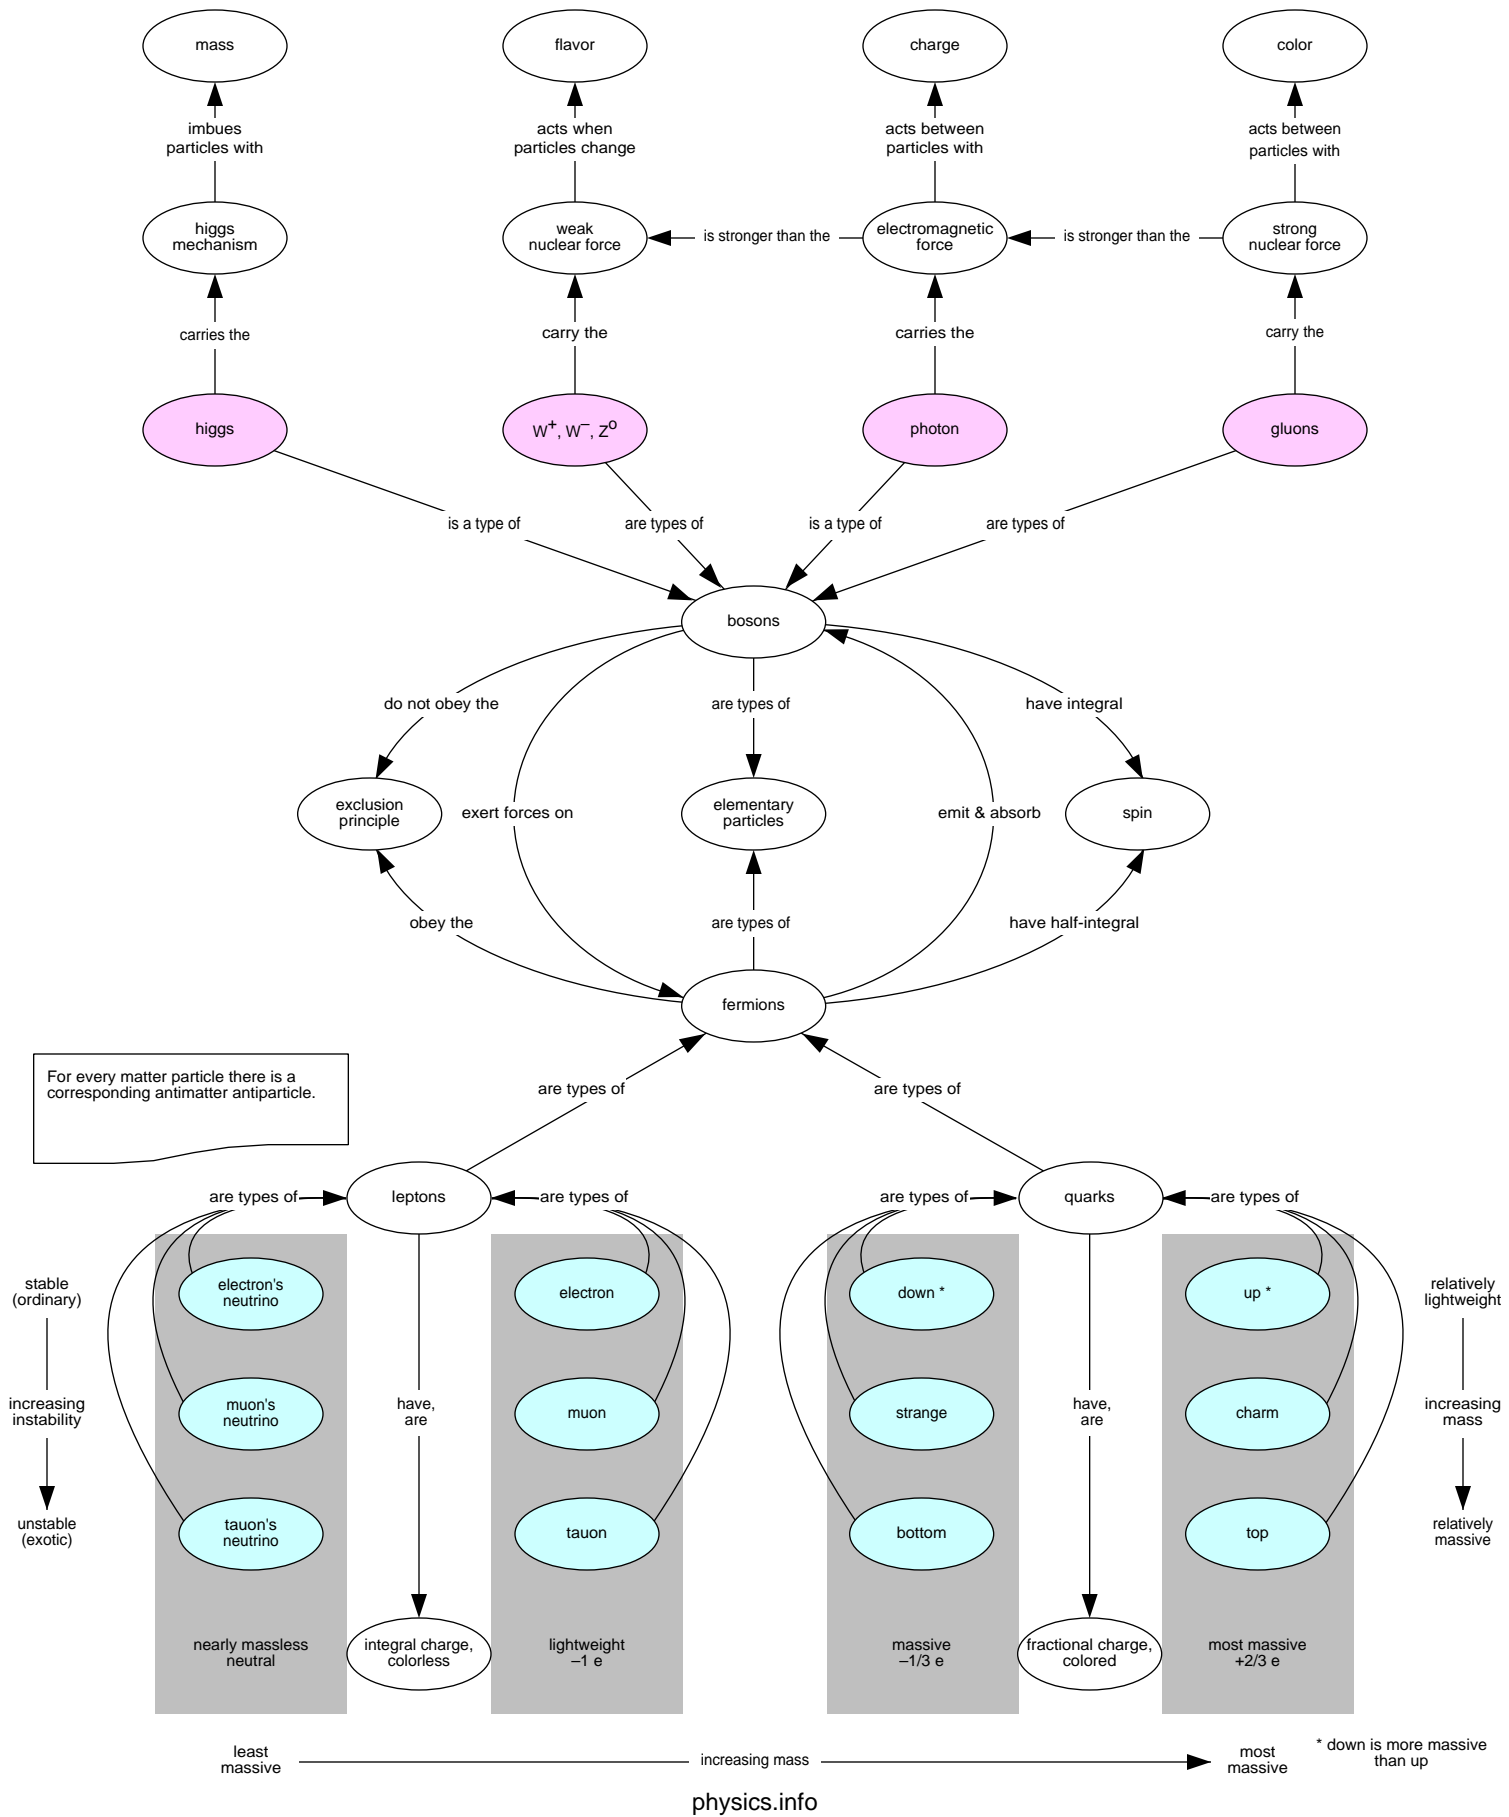 mass
flavor
charge
color
imbues
particles with
acts when
particles change
acts between
particles with
acts between
particles with
higgs
mechanism
weak
nuclear force
is stronger than the
electromagnetic
force
is stronger than the
strong
nuclear force
carries the
carry the
carries the
carry the
higgs
W+, W–, Zo
photon
gluons
is a type of
are types of
is a type of
are types of
bosons
do not obey the
are types of
have integral
exclusion
principle
exert forces on
elementary
particles
emit & absorb
spin
obey the
are types of
have half-integral
fermions
For every matter particle there is a
corresponding antimatter antiparticle.
are types of
are types of
are types of
leptons
are types of
are types of
quarks
are types of
stable
(ordinary)
electron's
neutrino
electron
down *
up *
relatively
lightweight
increasing
instability
muon's
neutrino
have,
are
muon
strange
have,
are
charm
increasing
mass
unstable
(exotic)
tauon's
neutrino
tauon
bottom
top
relatively
massive
nearly massless
neutral
integral charge,
colorless
lightweight
–1 e
massive
–1/3 e
fractional charge,
colored
most massive
+2/3 e
least
massive
increasing mass
most
massive
* down is more massive
than up
physics.info